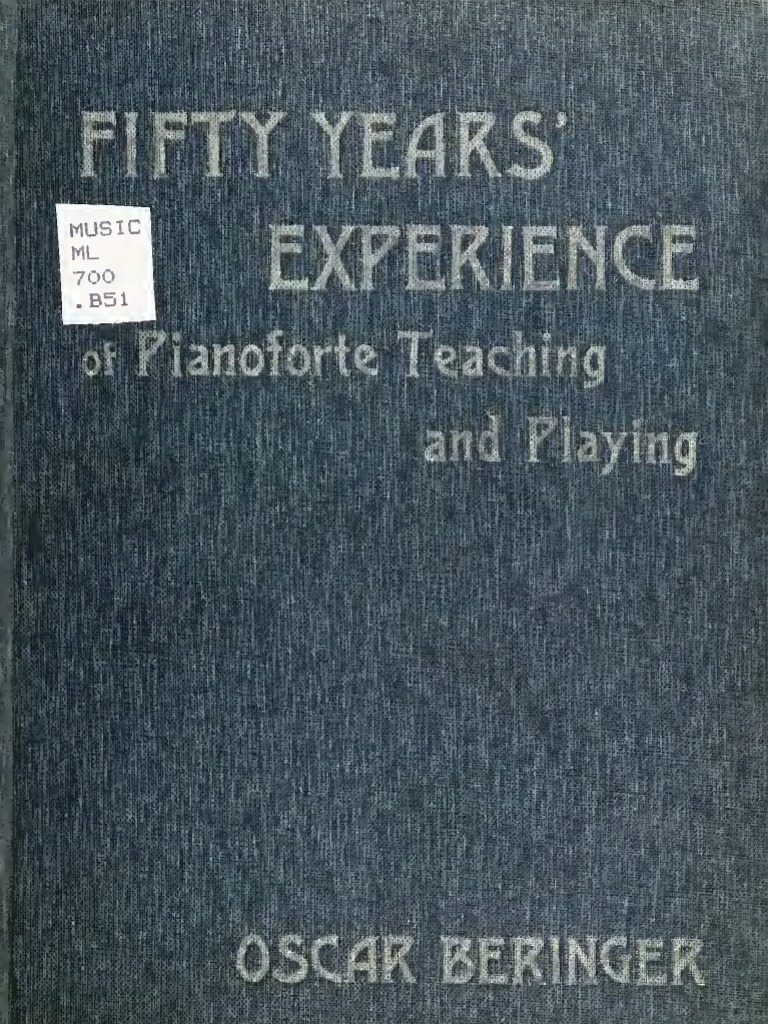 FIFTY YEARS'
EXPERIENCE
of Pianoforte Teaching
and Playing
MUSIC
ML
700
.B51
OSCAR BERINGER